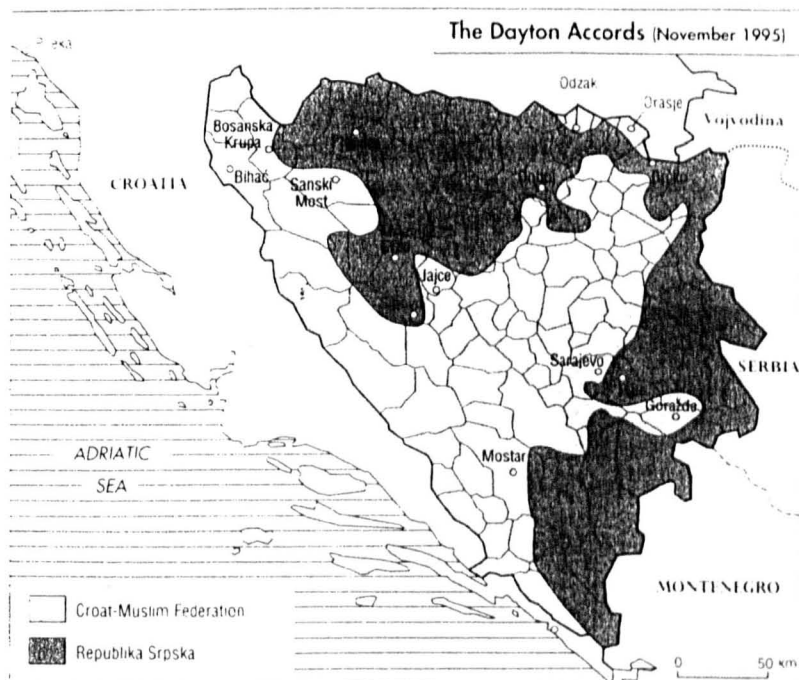 The Dayton Accords (November 1995)
Odzak
Orasje
Vojvodina
Bosanska
Krupa
CROATIA
Bihać
Sanski
Most
Brčko
Jajce
Sarajevo
SERBIA
Goražde
Mostar
ADRIATIC
SEA
MONTENEGRO
Croat-Muslim Federation
Republika Srpska
0 50 km